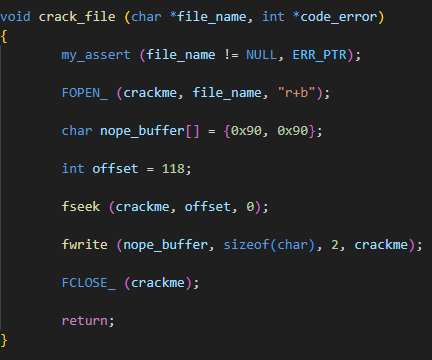 void crack_file (char *file_name, int *code_error)
{
my_assert (file_name != NULL, ERR_PTR);
FOPEN_ (crackme, file_name, "r+b");
char nope_buffer[] = {0x90, 0x90};
int offset = 118;
fseek (crackme, offset, 0);
fwrite (nope_buffer, sizeof(char), 2, crackme);
FCLOSE_ (crackme);
return;
}